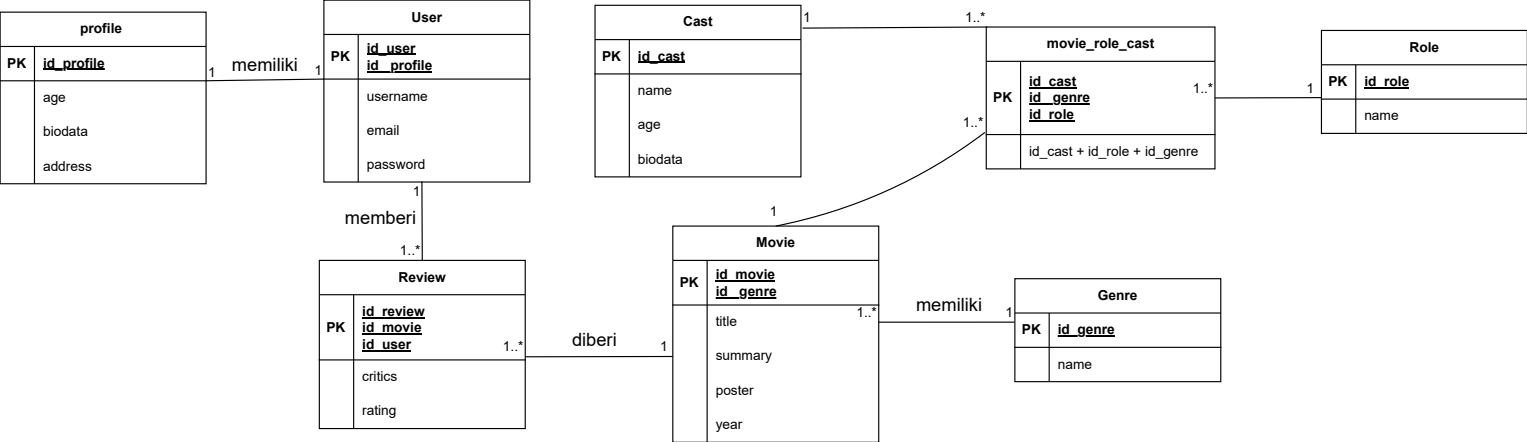 profile
PK
id_profile
age
biodata
address
1
memiliki
1
User
PK
id_user
id_profile
username
email
password
1
memberi
1..*
Review
PK
id_review
id_movie
id_user
1..*
critics
rating
diberi
1
Cast
PK
id_cast
name
age
biodata
1
1..*
movie_role_cast
PK
id_cast
id_genre
id_role
1..*
1..*
id_cast + id_role + id_genre
1
Role
PK
id_role
name
1
Movie
PK
id_movie
id_genre
1..*
title
summary
poster
year
memiliki
1
Genre
PK
id_genre
name